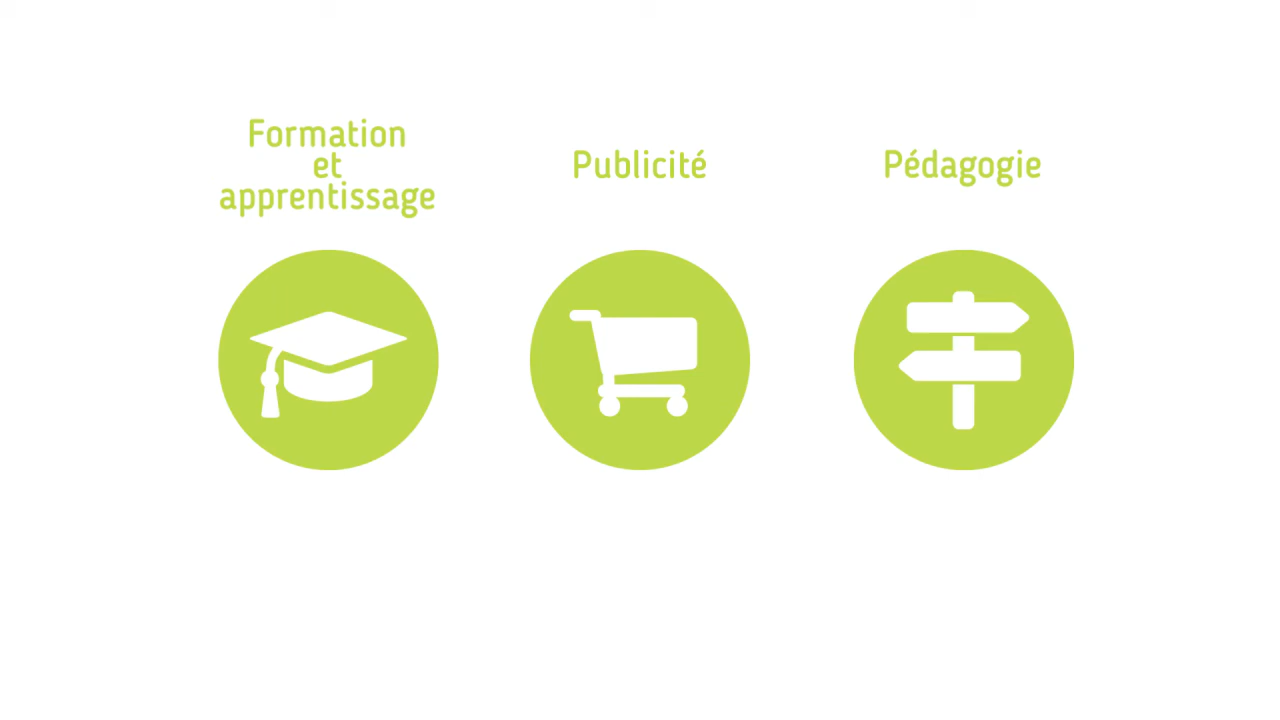 Formation
et
apprentissage
Publicité
Pédagogie